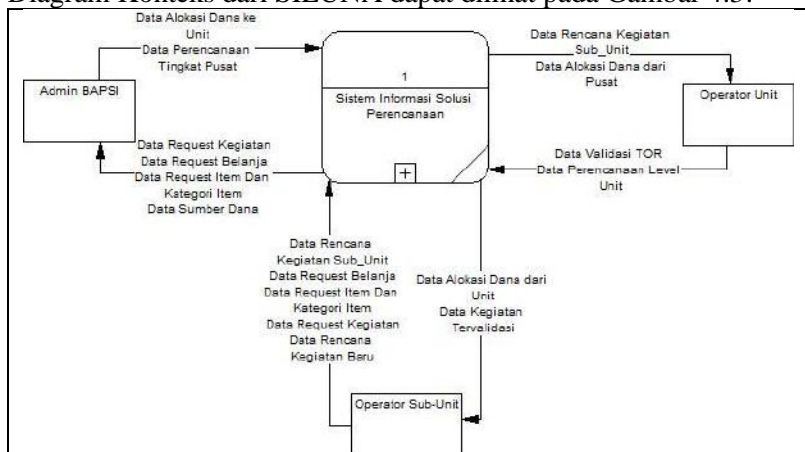 Diagram Konteks dari SIEUNA dapat dilihat pada Gambar 4.3.
Data Alokasi Dana ke
Unit
Data Perencanaan
Tingkat Pusat
Admin BAPSI
Data Request Kegiatan
Data Request Belanja
Data Request Item Dan
Kategori Item
Data Sumber Dana
1
Sistem Informasi Solusi
Perencanaan
Data Rencana Kegiatan
Sub_Unit
Data Alokasi Dana dari
Pusat
Operator Unit
Data Validasi TOR
Data Perencanaan Level
Unit
Data Rencana
Kegiatan Sub_Unit
Data Request Belanja
Data Request Item Dan
Kategori Item
Data Request Kegiatan
Data Rencana
Kegiatan Baru
Data Alokasi Dana dari
Unit
Data Kegiatan
Tervalidasi
Operator Sub-Unit